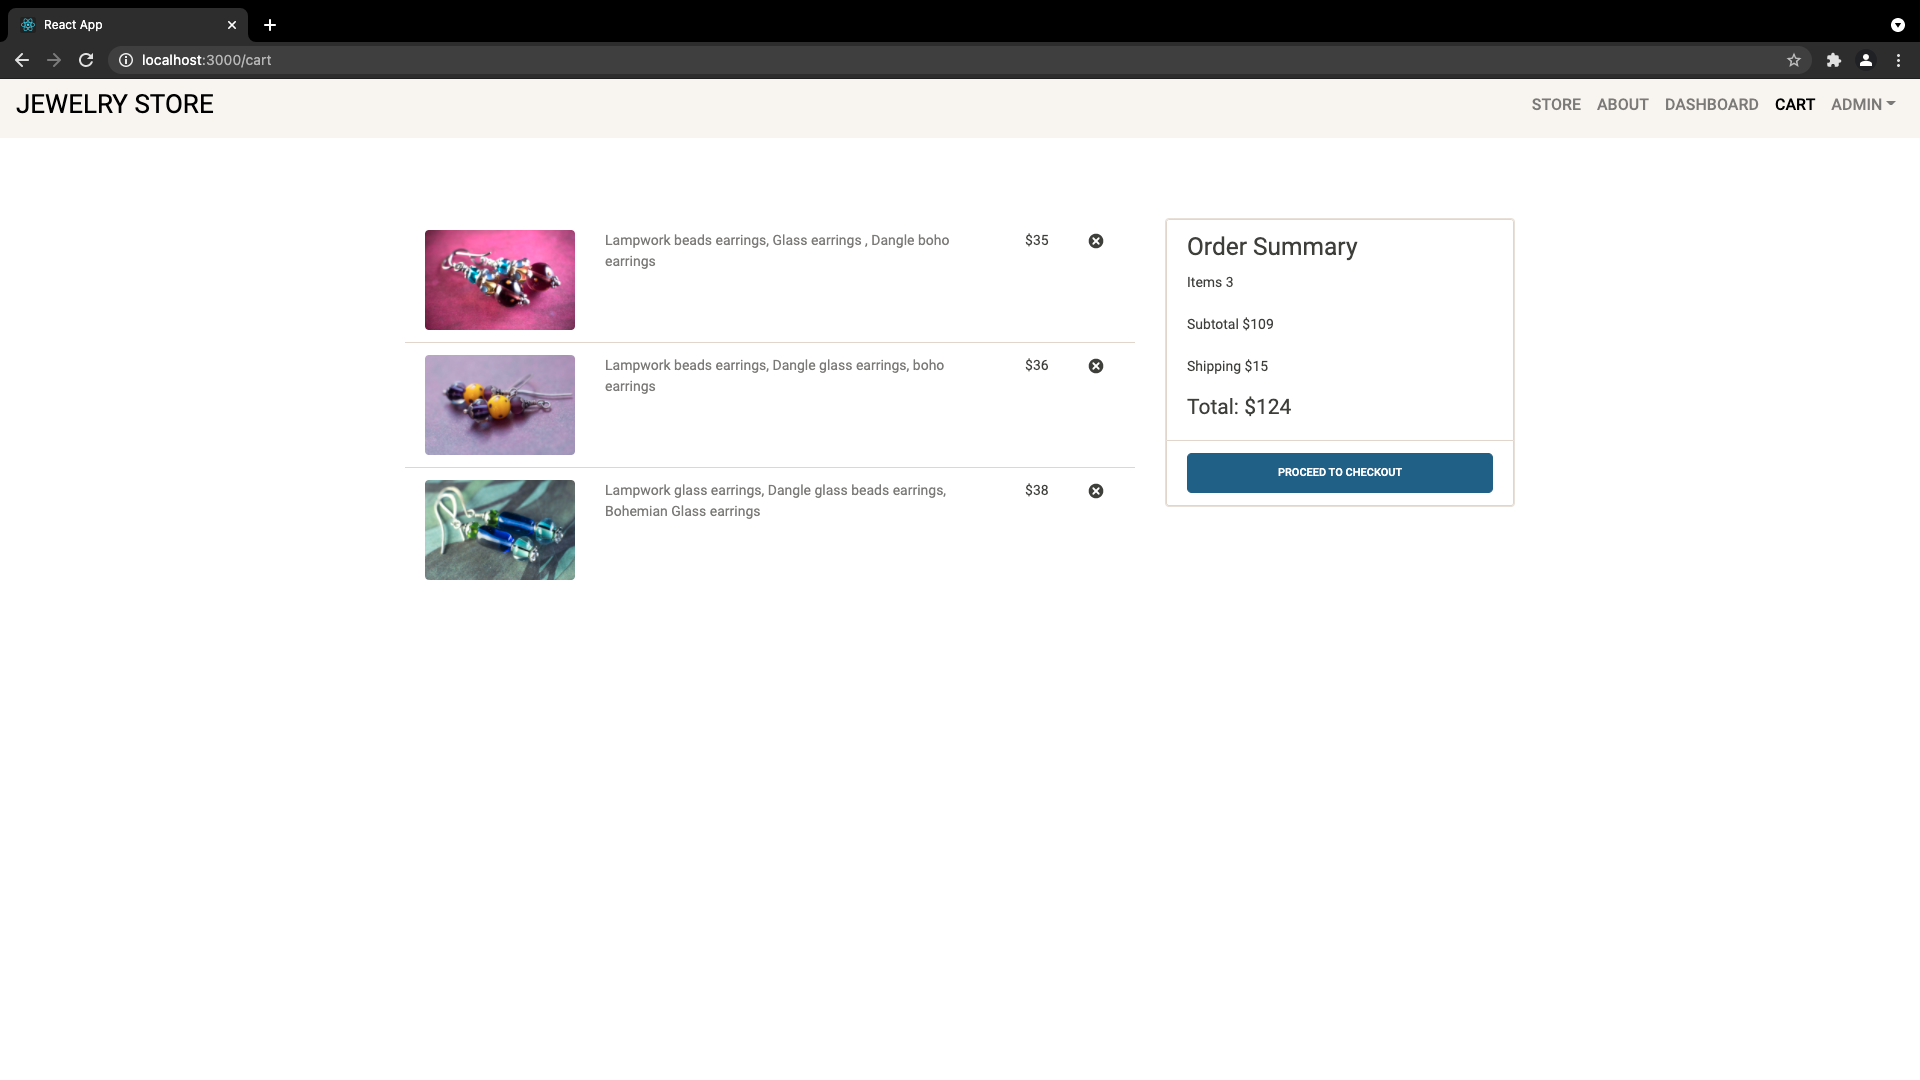 React App
localhost:3000/cart
JEWELRY STORE
STORE ABOUT DASHBOARD CART ADMIN
Lampwork beads earrings, Glass earrings , Dangle boho
earrings
$35
Lampwork beads earrings, Dangle glass earrings, boho
earrings
$36
Lampwork glass earrings, Dangle glass beads earrings,
Bohemian Glass earrings
$38
Order Summary
Items 3
Subtotal $109
Shipping $15
Total: $124
PROCEED TO CHECKOUT